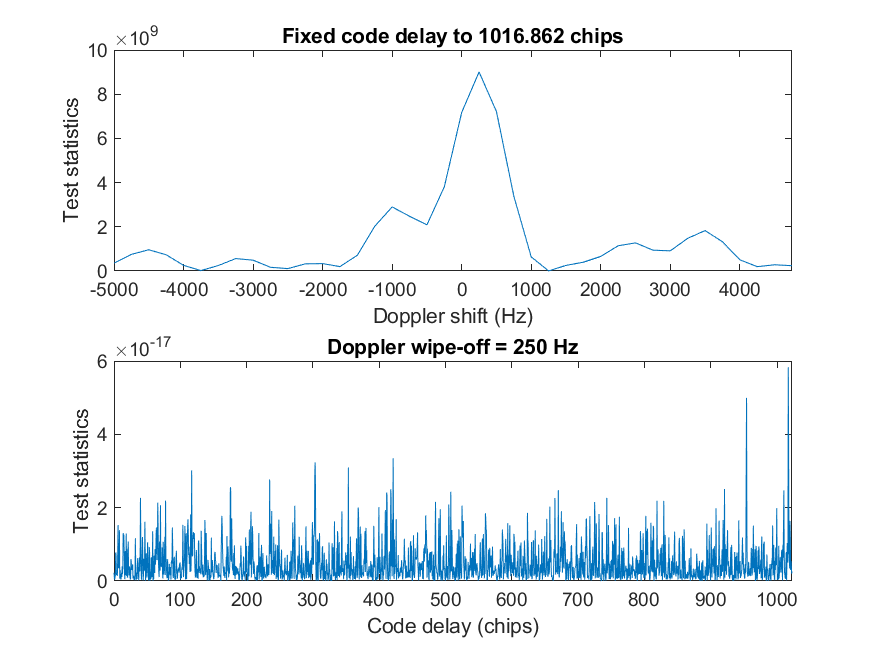 ×10^9
Fixed code delay to 1016.862 chips
10
8
6
4
2
0
Test statistics
-5000 -4000 -3000 -2000 -1000 0 1000 2000 3000 4000
Doppler shift (Hz)
×10^-17
Doppler wipe-off = 250 Hz
6
4
2
0
Test statistics
0 100 200 300 400 500 600 700 800 900 1000
Code delay (chips)